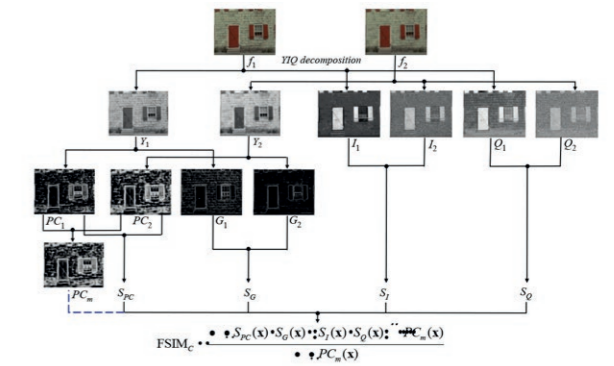 f1 f2
YIQ decomposition
Y1 Y2 I1 I2 Q1 Q2
PC1 PC2 G1 G2
PCm SPC SG SI SQ
SPC(x)•SG(x)• SI(x)•SQ(x) PCm(x)
FSIMC
PCm(x)